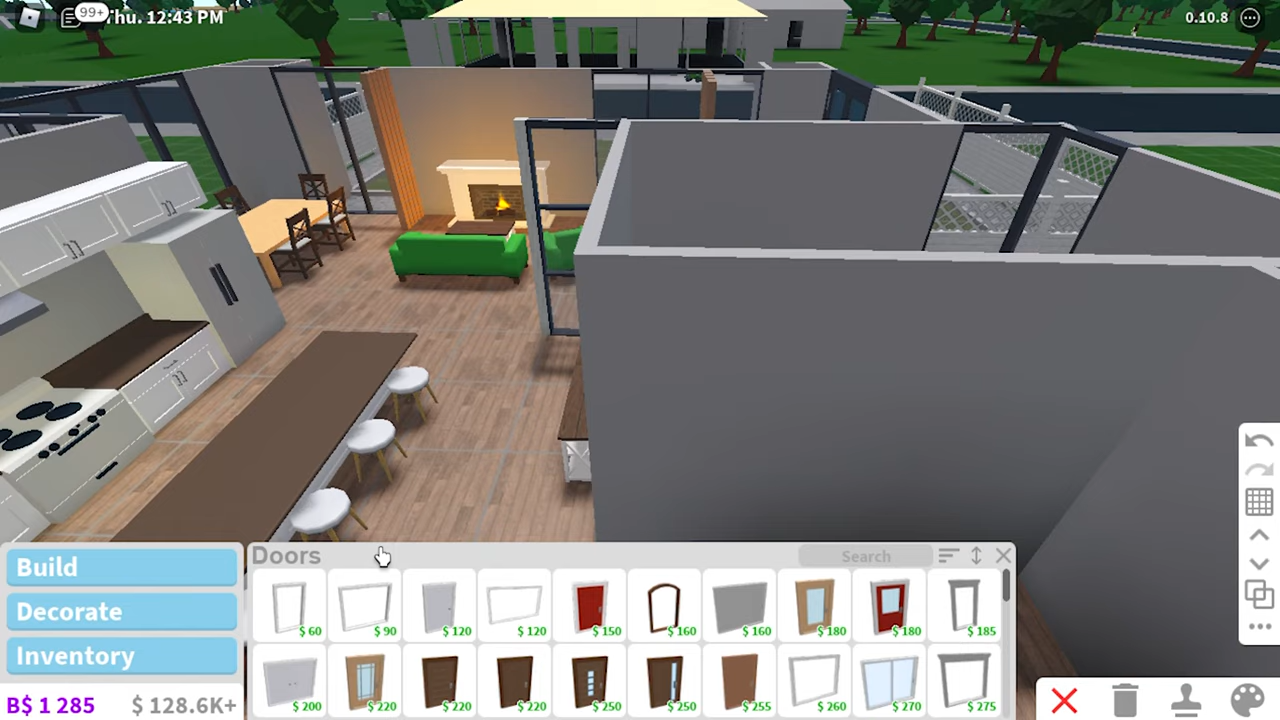 99+
Thu. 12:43 PM
0.10.8
Build
Decorate
Inventory
B$ 1 285
$ 128.6K+
Doors
Search
$ 60
$ 90
$ 120
$ 120
$ 150
$ 160
$ 160
$ 180
$ 180
$ 185
$ 200
$ 220
$ 220
$ 220
$ 250
$ 250
$ 255
$ 260
$ 270
$ 275